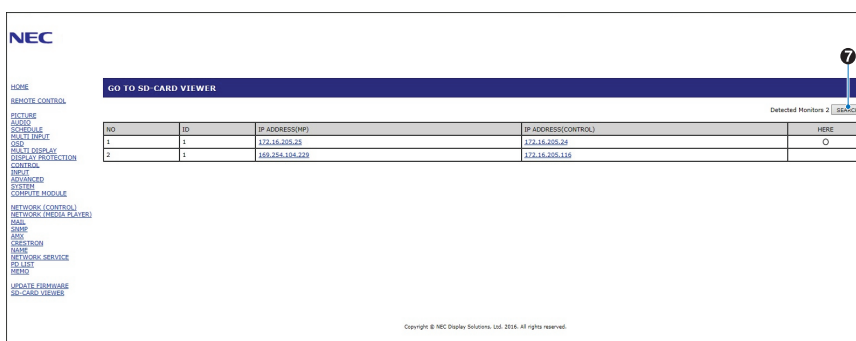 NEC
7
HOME
REMOTE CONTROL
PICTURE
AUDIO
SCHEDULE
MULTI INPUT
OSD
MULTI DISPLAY
DISPLAY PROTECTION
CONTROL
INPUT
ADVANCED
SYSTEM
COMPUTE MODULE
NETWORK (CONTROL)
NETWORK (MEDIA PLAYER)
MAIL
SNMP
AMX
CRESTRON
NAME
NETWORK SERVICE
PD LIST
MEMO
UPDATE FIRMWARE
SD-CARD VIEWER
GO TO SD-CARD VIEWER
Detected Monitors 2 SEARCH
NO ID IP ADDRESS(MP) IP ADDRESS(CONTROL) HERE
1 1 172.16.205.25 172.16.205.24 O
2 1 169.254.104.229 172.16.205.116
Copyright © NEC Display Solutions, Ltd. 2016. All rights reserved.